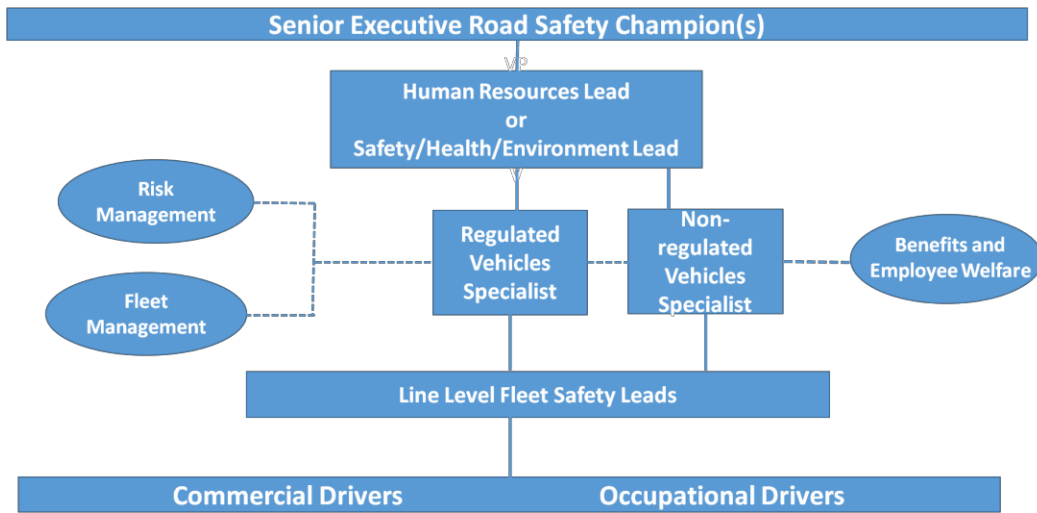 Senior Executive Road Safety Champion(s)
VP
Human Resources Lead
or
Safety/Health/Environment Lead
Risk
Management
Regulated
Vehicles
Specialist
Non-
regulated
Vehicles
Specialist
Benefits and
Employee Welfare
Fleet
Management
Line Level Fleet Safety Leads
Commercial Drivers
Occupational Drivers